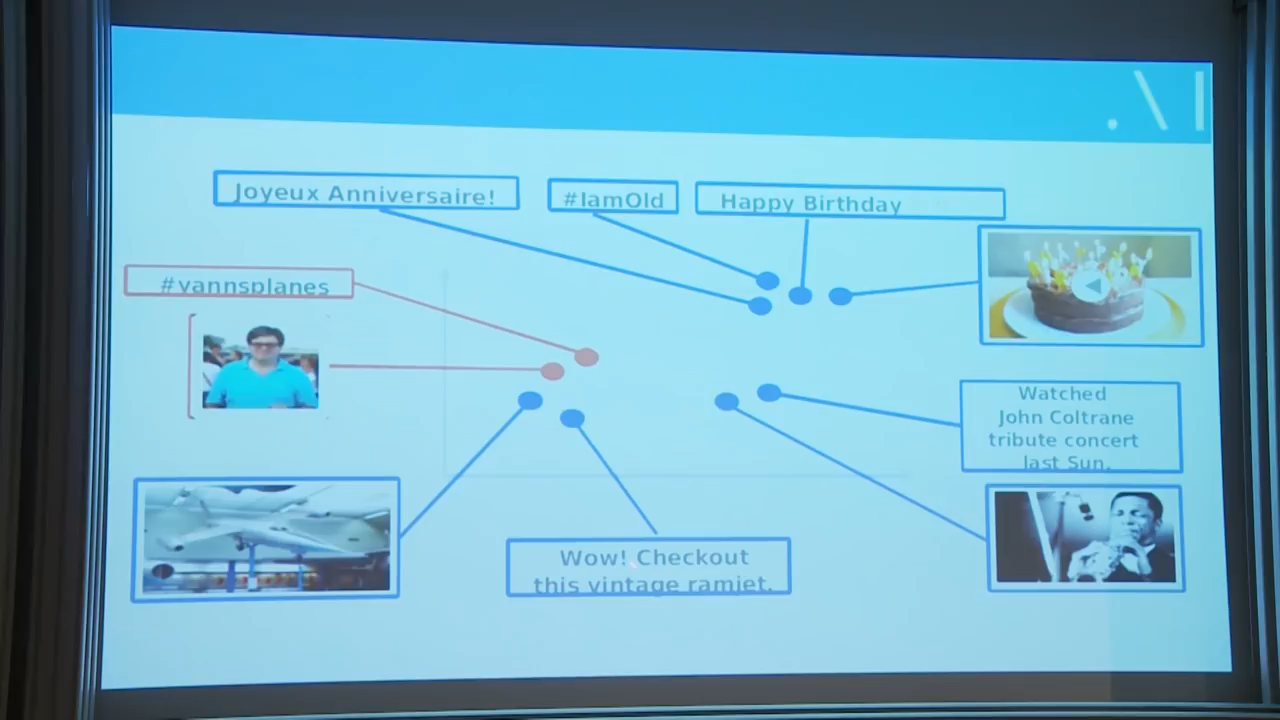 Joyeux Anniversaire!
#IamOld
Happy Birthday
#yannsplanes
Watched
John Coltrane
tribute concert
last Sun.
Wow! Checkout
this vintage ramjet.